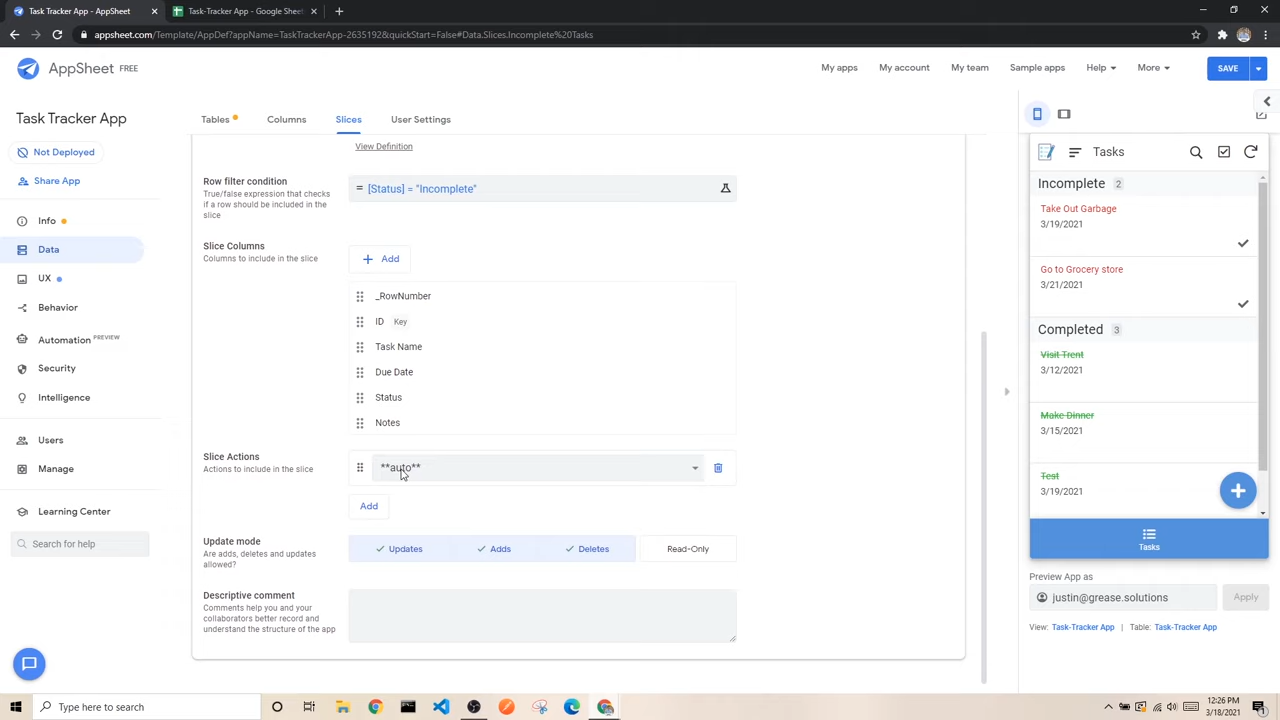 Task Tracker App - AppSheet
Task-Tracker App - Google Sheet
appsheet.com/Template/AppDef?appName=TaskTrackerApp-2635192&quickStart=False#Data.Slices.Incomplete%20Tasks
AppSheet FREE
My apps
My account
My team
Sample apps
Help
More
SAVE
Task Tracker App
Not Deployed
Share App
Info
Data
UX
Behavior
Automation PREVIEW
Security
Intelligence
Users
Manage
Learning Center
Search for help
Tables
Columns
Slices
User Settings
View Definition
Row filter condition
True/false expression that checks
if a row should be included in the
slice
= [Status] = "Incomplete"
Slice Columns
Columns to include in the slice
Add
_RowNumber
ID Key
Task Name
Due Date
Status
Notes
Slice Actions
Actions to include in the slice
**auto**
Add
Update mode
Are adds, deletes and updates
allowed?
Updates
Adds
Deletes
Read-Only
Descriptive comment
Comments help you and your
collaborators better record and
understand the structure of the app
Tasks
Incomplete 2
Take Out Garbage
3/19/2021
Go to Grocery store
3/21/2021
Completed 3
Visit Trent
3/12/2021
Make Dinner
3/15/2021
Test
3/19/2021
Tasks
Preview App as
justin@grease.solutions
Apply
View: Task-Tracker App | Table: Task-Tracker App
Type here to search
12:26 PM
3/18/2021